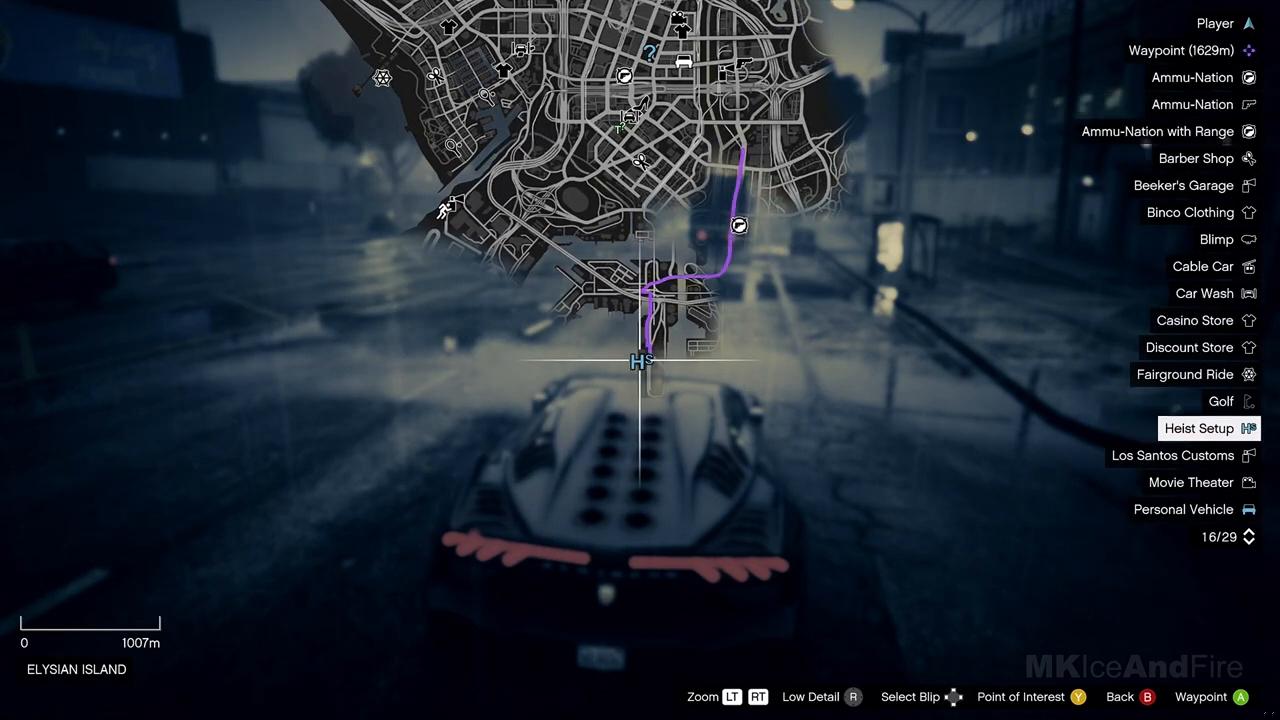 Player
Waypoint (1629m)
Ammu-Nation
Ammu-Nation
Ammu-Nation with Range
Barber Shop
Beeker's Garage
Binco Clothing
Blimp
Cable Car
Car Wash
Casino Store
Discount Store
Fairground Ride
Golf
Heist Setup HS
Los Santos Customs
Movie Theater
Personal Vehicle
16/29
?
T
HS
0 1007m
ELYSIAN ISLAND
MKIceAndFire
Zoom LT RT Low Detail R Select Blip Point of Interest Y Back B Waypoint A